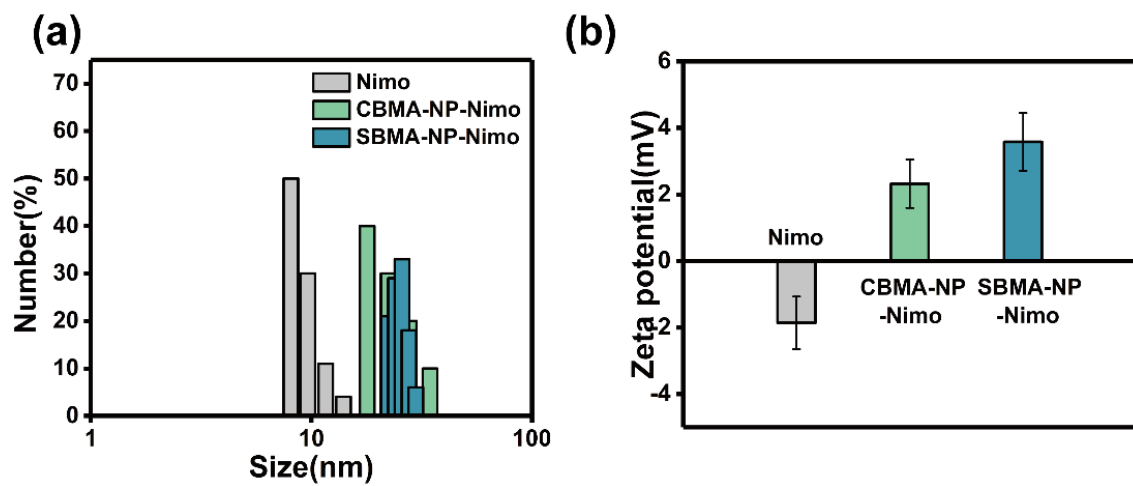 (a)
Number(%)
70
60
50
40
30
20
10
0
Nimo
CBMA-NP-Nimo
SBMA-NP-Nimo
1
10
100
Size(nm)
(b)
Zeta potential(mV)
6
4
2
0
-2
-4
Nimo
CBMA-NP
-Nimo
SBMA-NP
-Nimo